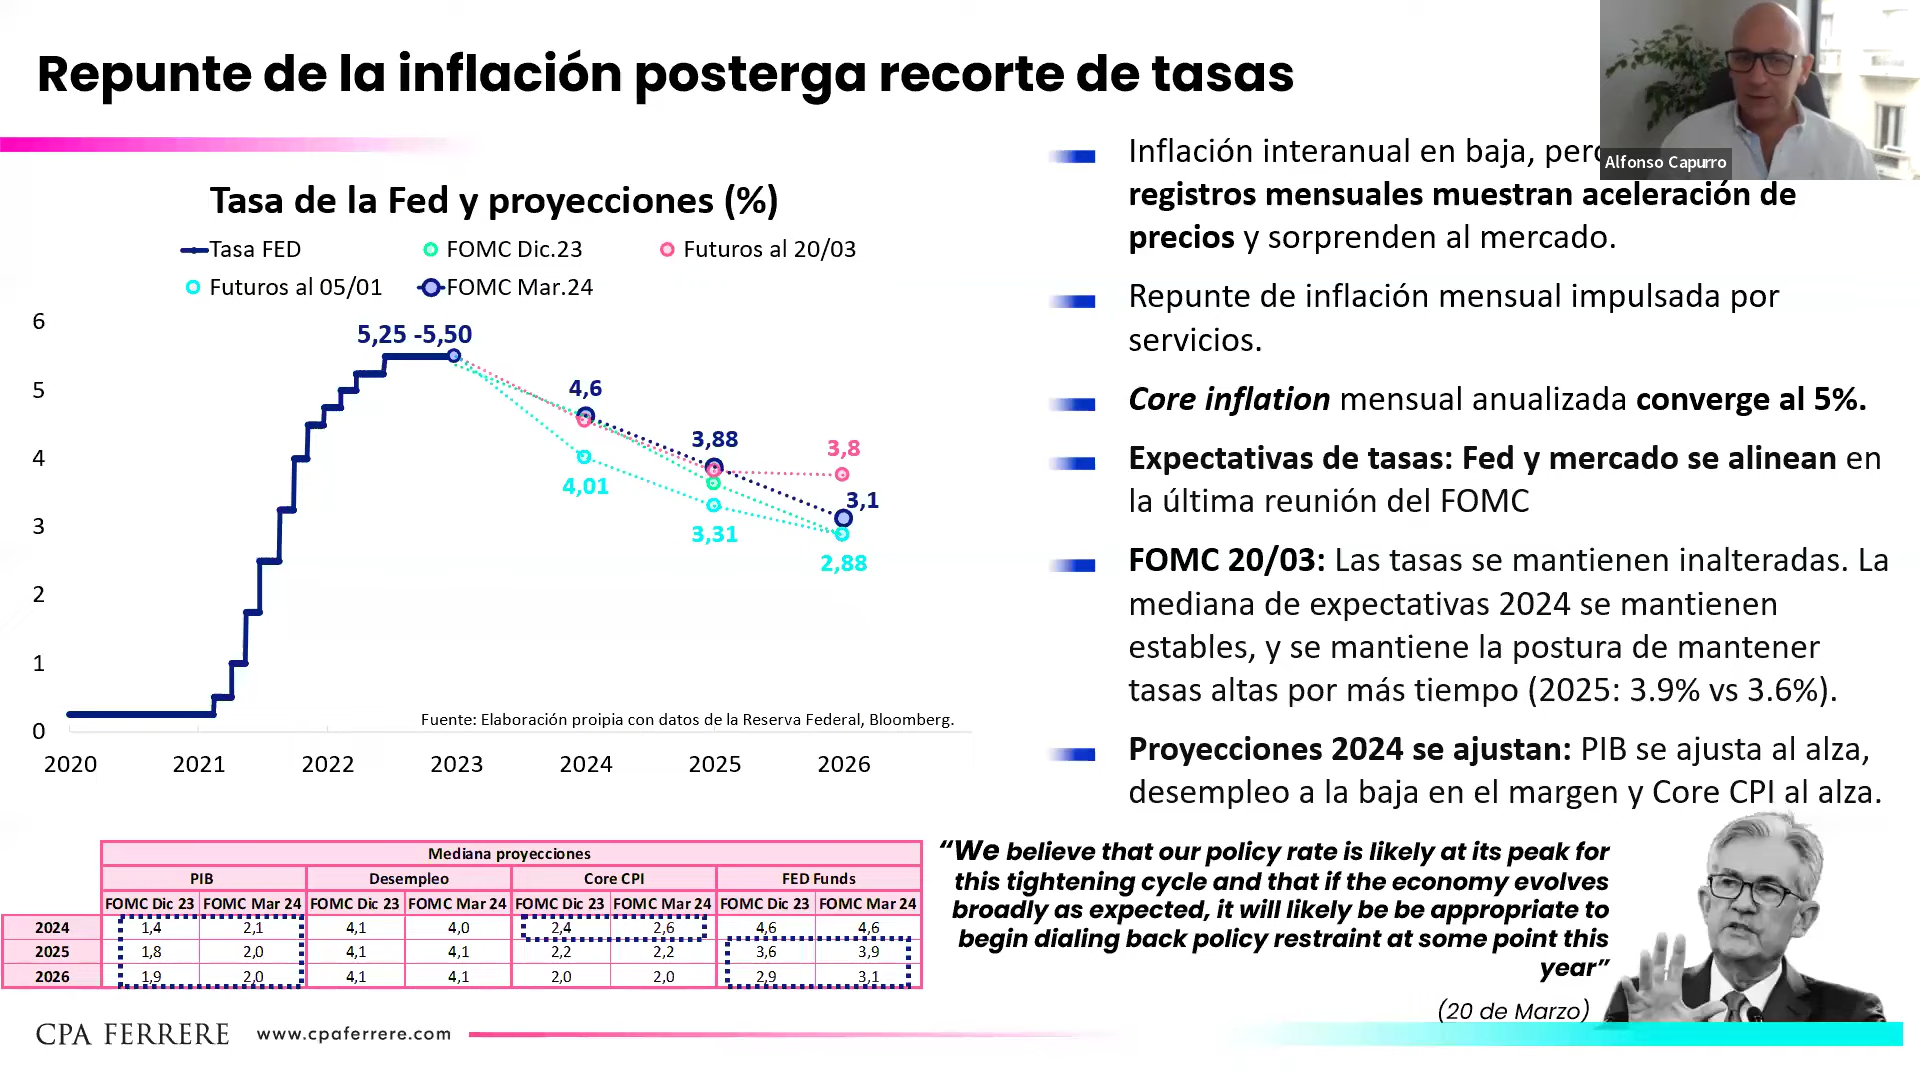 Repunte de la inflación posterga recorte de tasas
Alfonso Capurro
Tasa de la Fed y proyecciones (%)
Tasa FED
FOMC Dic.23
Futuros al 20/03
Futuros al 05/01
FOMC Mar.24
6
5
4
3
2
1
0
5,25 -5,50
4,6
3,88
3,8
3,1
4,01
3,31
2,88
Fuente: Elaboración proipia con datos de la Reserva Federal, Bloomberg.
2020 2021 2022 2023 2024 2025 2026
Inflación interanual en baja,
registros mensuales muestran aceleración de
precios y sorprenden al mercado.
Repunte de inflación mensual impulsada por
servicios.
Core inflation mensual anualizada converge al 5%.
Expectativas de tasas: Fed y mercado se alinean en
la última reunión del FOMC
FOMC 20/03: Las tasas se mantienen inalteradas. La
mediana de expectativas 2024 se mantienen
estables, y se mantiene la postura de mantener
tasas altas por más tiempo (2025: 3.9% vs 3.6%).
Proyecciones 2024 se ajustan: PIB se ajusta al alza,
desempleo a la baja en el margen y Core CPI al alza.
Mediana proyecciones
PIB Desempleo Core CPI FED Funds
FOMC Dic 23 FOMC Mar 24 FOMC Dic 23 FOMC Mar 24 FOMC Dic 23 FOMC Mar 24 FOMC Dic 23 FOMC Mar 24
2024 1,4 2,1 4,1 4,0 2,4 2,6 4,6 4,6
2025 1,8 2,0 4,1 4,1 2,2 2,2 3,6 3,9
2026 1,9 2,0 4,1 4,1 2,0 2,0 2,9 3,1
“We believe that our policy rate is likely at its peak for
this tightening cycle and that if the economy evolves
broadly as expected, it will likely be be appropriate to
begin dialing back policy restraint at some point this
year”
(20 de Marzo)
CPA FERRERE
www.cpaferrere.com